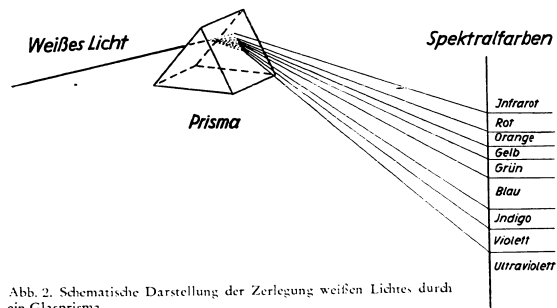 Weißes Licht
Spektralfarben
Prisma
Jnfrarot
Rot
Orange
Gelb
Grün
Blau
Jndigo
Violett
Ultraviolett
Abb. 2. Schematische Darstellung der Zerlegung weißen Lichtes durch
ein Glasprisma